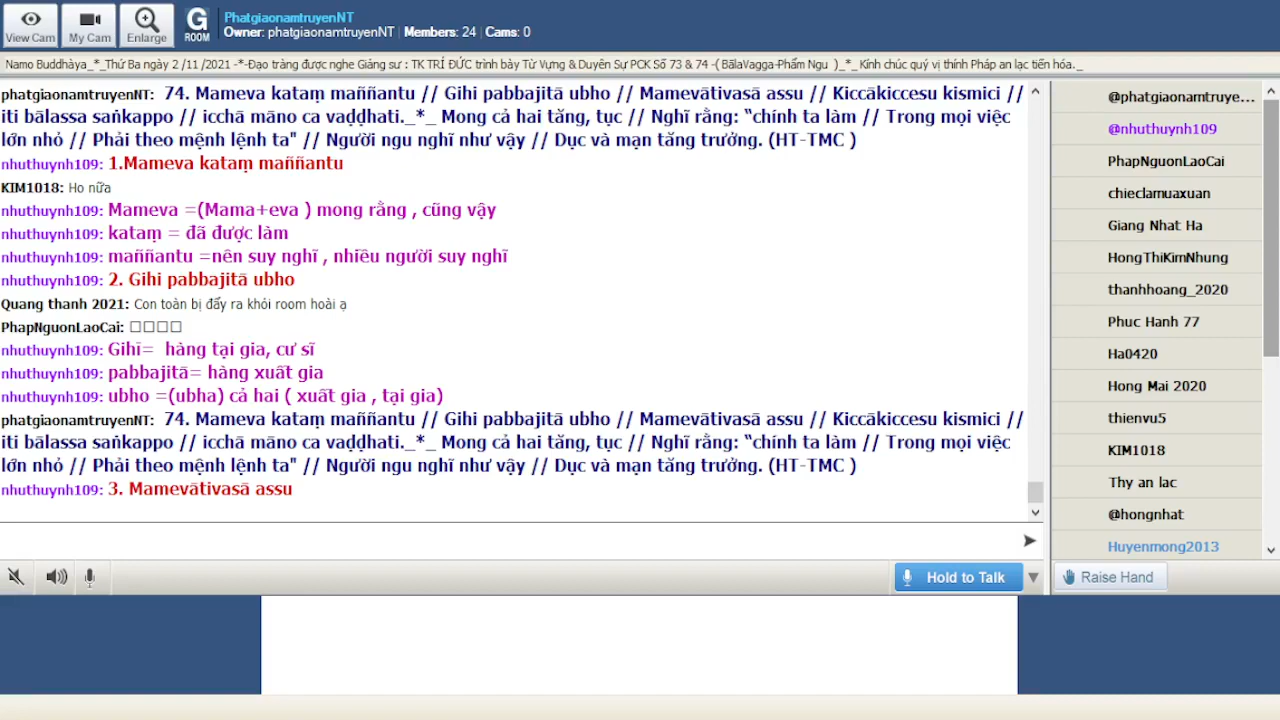 View Cam
My Cam
Enlarge
G ROOM
PhatgiaonamtruyenNT
Owner: phatgiaonamtruyenNT | Members: 24 | Cams: 0
Namo Buddhàya_*_Thứ Ba ngày 2 /11 /2021 -*-Đạo tràng được nghe Giảng sư : TK TRÍ ĐỨC trình bày Từ Vựng & Duyên Sự PCK Số 73 & 74 -( BãlaVagga-Phẩm Ngu )_*_ Kính chúc quý vị thính Pháp an lạc tiến hóa._
phatgiaonamtruyenNT: 74. Mameva kataṃ maññantu // Gihi pabbajitā ubho // Mamevātivasā assu // Kiccākiccesu kismici //
iti bālassa saṅkappo // icchā māno ca vaḍḍhati._*_ Mong cả hai tăng, tục // Nghĩ rằng: “chính ta làm // Trong mọi việc
lớn nhỏ // Phải theo mệnh lệnh ta" // Người ngu nghĩ như vậy // Dục và mạn tăng trưởng. (HT-TMC )
nhuthuynh109: 1.Mameva kataṃ maññantu
KIM1018: Ho nữa
nhuthuynh109: Mameva =(Mama+eva ) mong rằng , cũng vậy
nhuthuynh109: kataṃ = đã được làm
nhuthuynh109: maññantu =nên suy nghĩ , nhiều người suy nghĩ
nhuthuynh109: 2. Gihi pabbajitā ubho
Quang thanh 2021: Con toàn bị đẩy ra khỏi room hoài ạ
PhapNguonLaoCai: □□□□
nhuthuynh109: Gihī= hàng tại gia, cư sĩ
nhuthuynh109: pabbajitā= hàng xuất gia
nhuthuynh109: ubho =(ubha) cả hai ( xuất gia , tại gia)
phatgiaonamtruyenNT: 74. Mameva kataṃ maññantu // Gihi pabbajitā ubho // Mamevātivasā assu // Kiccākiccesu kismici //
iti bālassa saṅkappo // icchā māno ca vaḍḍhati._*_ Mong cả hai tăng, tục // Nghĩ rằng: “chính ta làm // Trong mọi việc
lớn nhỏ // Phải theo mệnh lệnh ta" // Người ngu nghĩ như vậy // Dục và mạn tăng trưởng. (HT-TMC )
nhuthuynh109: 3. Mamevātivasā assu
@phatgiaonamtruye...
@nhuthuynh109
PhapNguonLaoCai
chieclamuaxuan
Giang Nhat Ha
HongThiKimNhung
thanhhoang_2020
Phuc Hanh 77
Ha0420
Hong Mai 2020
thienvu5
KIM1018
Thy an lac
@hongnhat
Huyenmong2013
Hold to Talk
Raise Hand